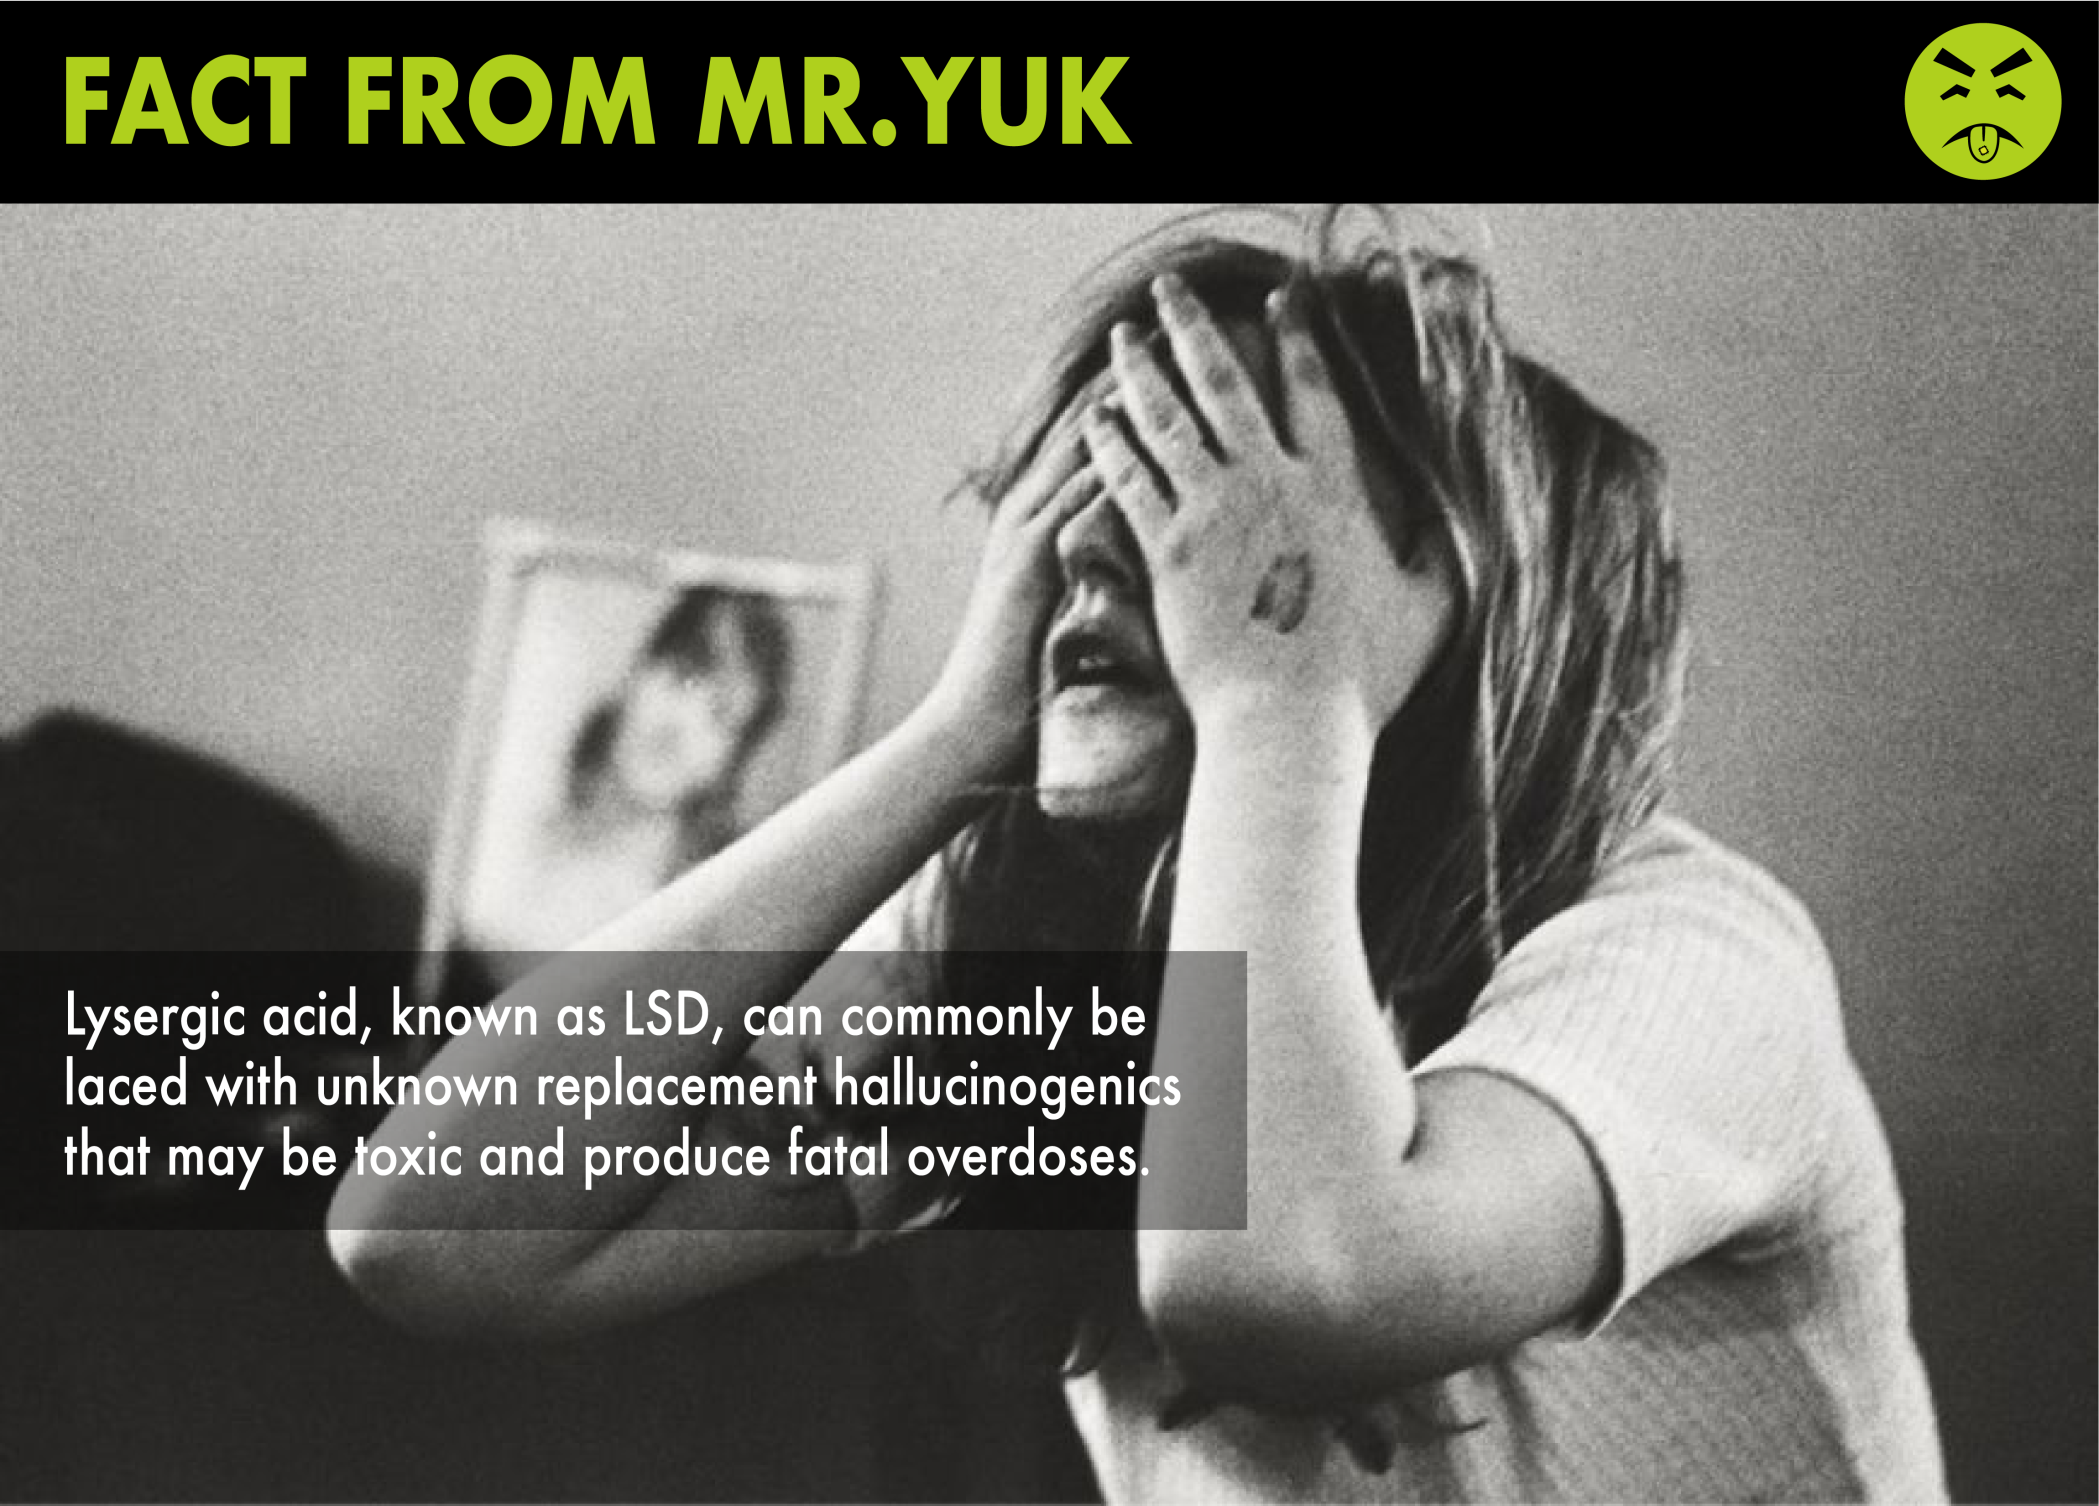 FACT FROM MR.YUK
Lysergic acid, known as LSD, can commonly be
laced with unknown replacement hallucinogenics
that may be toxic and produce fatal overdoses.